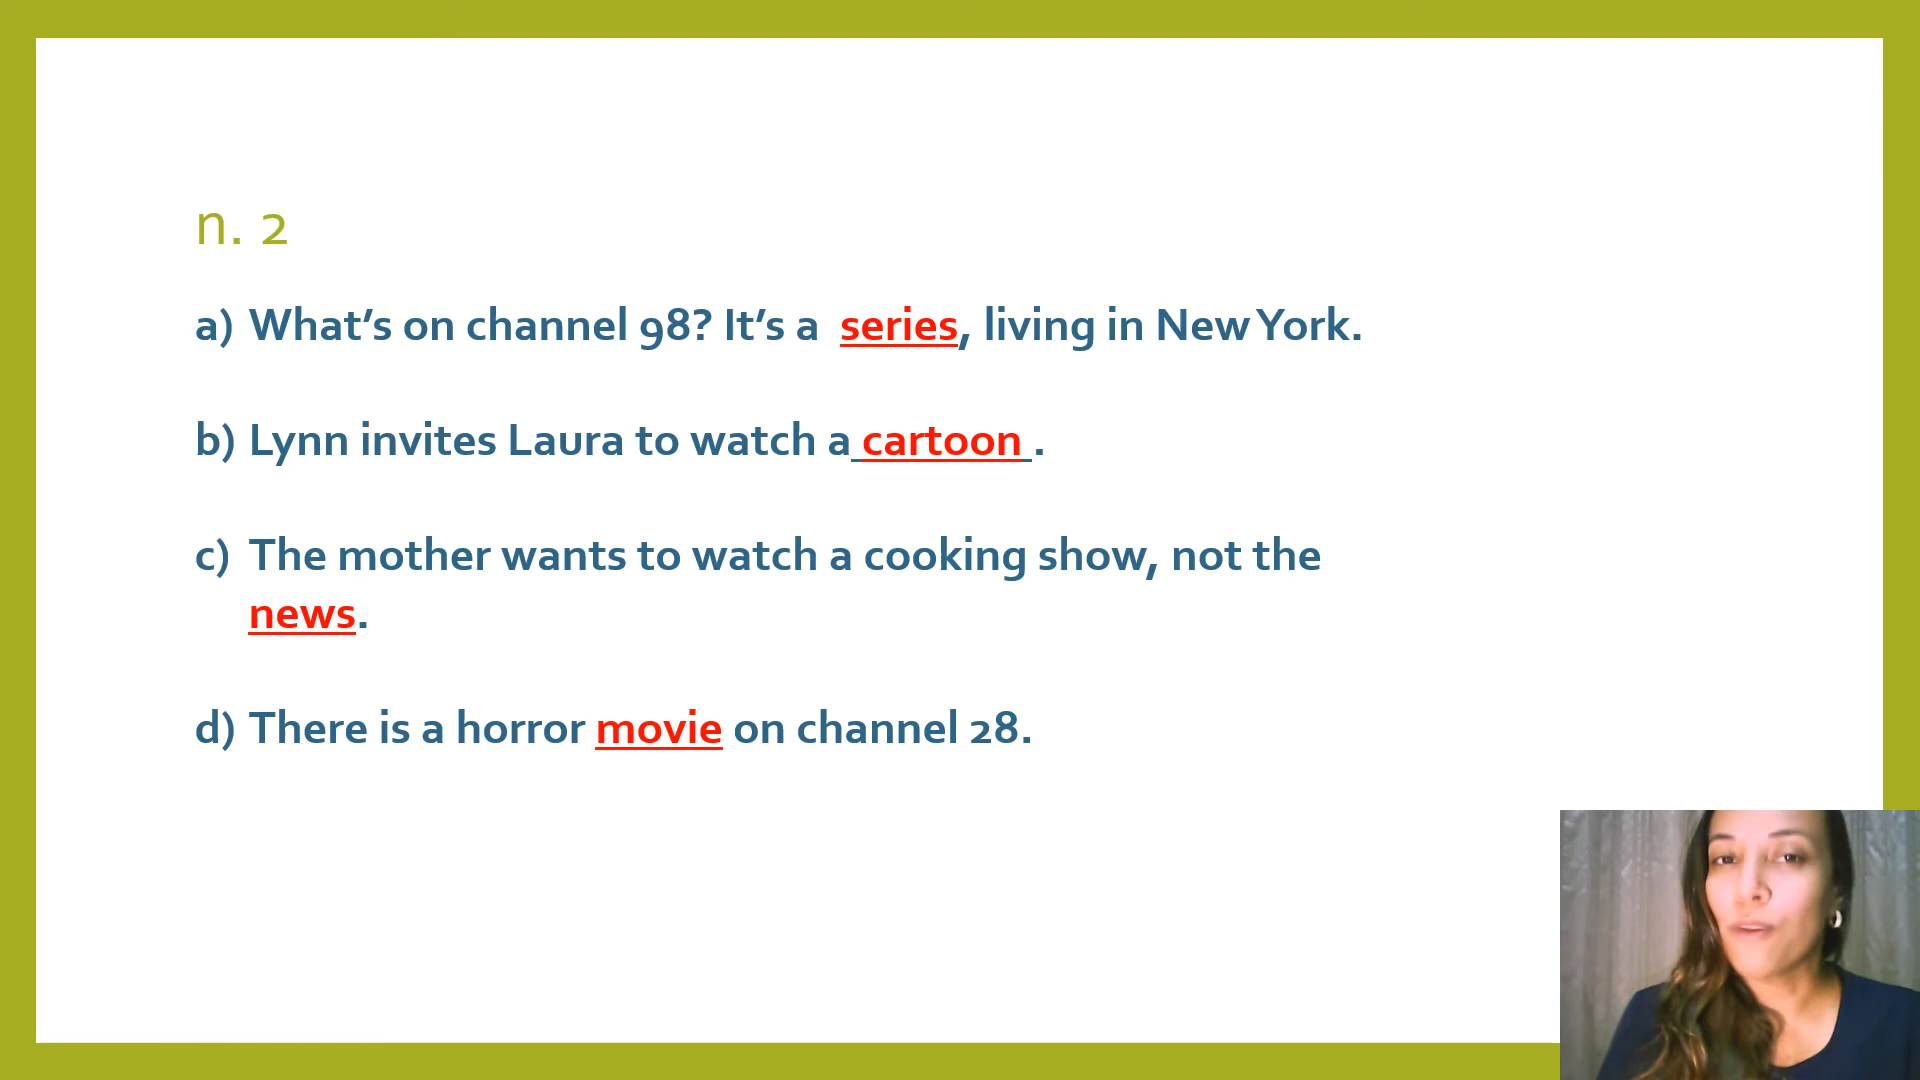 n. 2
a) What’s on channel 98? It’s a series, living in New York.
b) Lynn invites Laura to watch a cartoon .
c) The mother wants to watch a cooking show, not the
news.
d) There is a horror movie on channel 28.